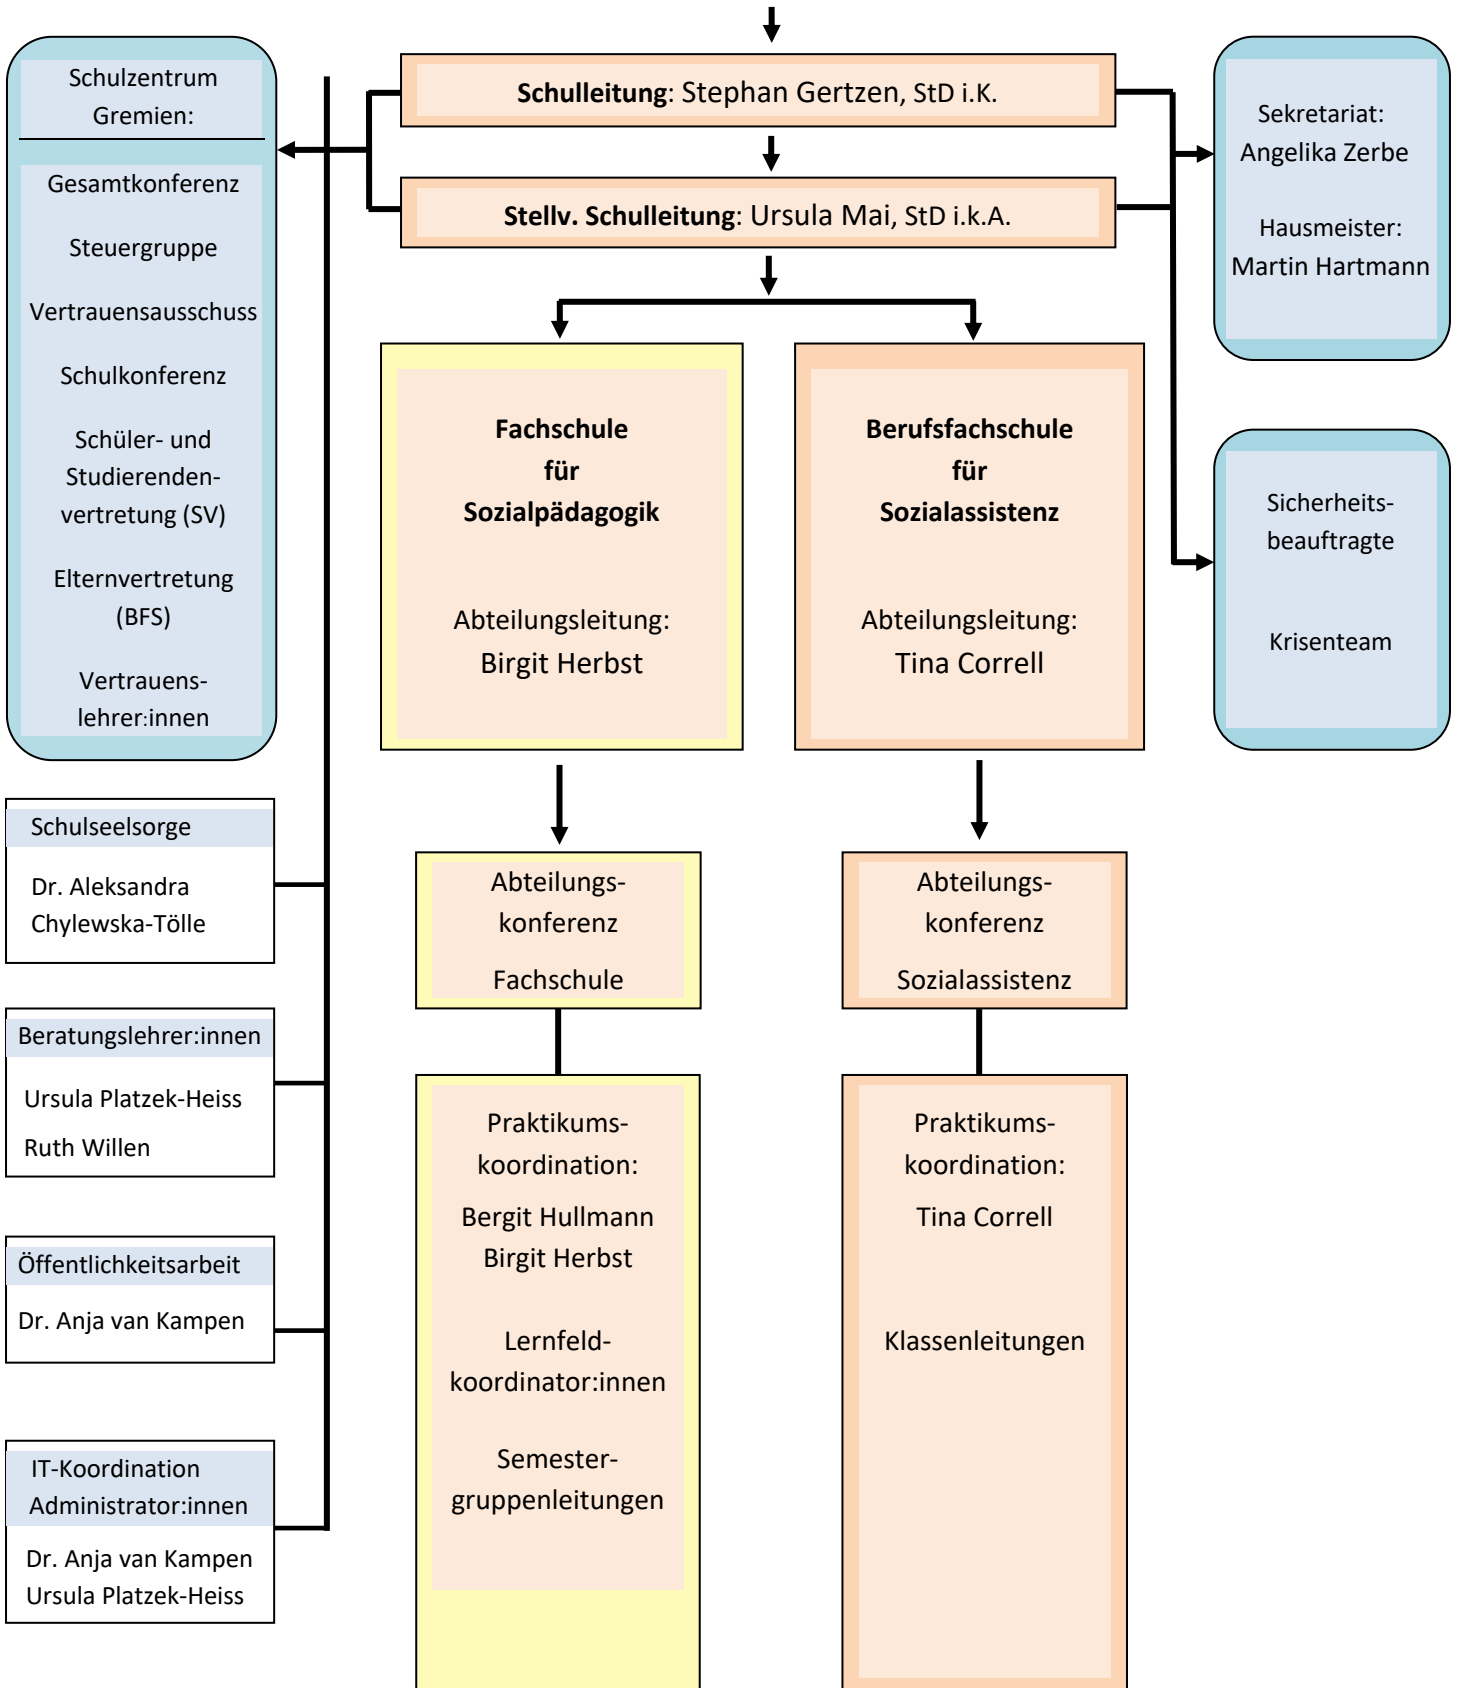 Schulzentrum
Gremien:
Gesamtkonferenz
Steuergruppe
Vertrauensausschuss
Schulkonferenz
Schüler- und
Studierenden-
vertretung (SV)
Elternvertretung
(BFS)
Vertrauens-
lehrer:innen
Schulleitung: Stephan Gertzen, StD i.K.
Stellv. Schulleitung: Ursula Mai, StD i.k.A.
Sekretariat:
Angelika Zerbe
Hausmeister:
Martin Hartmann
Sicherheits-
beauftragte
Krisenteam
Fachschule
für
Sozialpädagogik
Abteilungsleitung:
Birgit Herbst
Berufsfachschule
für
Sozialassistenz
Abteilungsleitung:
Tina Correll
Schulseelsorge
Dr. Aleksandra
Chylewska-Tölle
Beratungslehrer:innen
Ursula Platzek-Heiss
Ruth Willen
Öffentlichkeitsarbeit
Dr. Anja van Kampen
IT-Koordination
Administrator:innen
Dr. Anja van Kampen
Ursula Platzek-Heiss
Abteilungs-
konferenz
Fachschule
Praktikums-
koordination:
Bergit Hullmann
Birgit Herbst
Lernfeld-
koordinator:innen
Semester-
gruppenleitungen
Abteilungs-
konferenz
Sozialassistenz
Praktikums-
koordination:
Tina Correll
Klassenleitungen